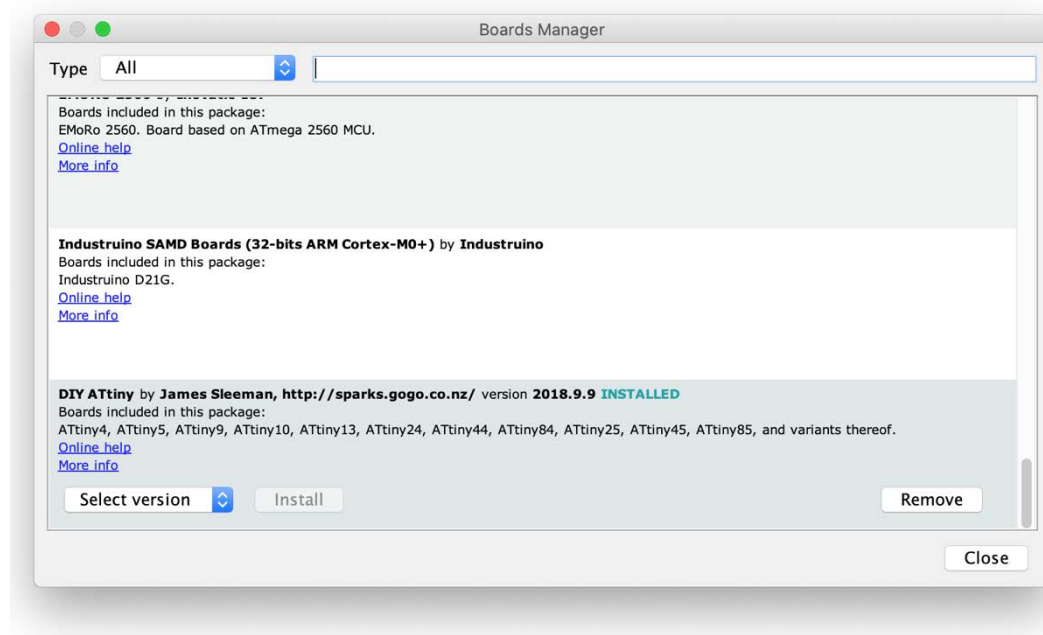 Boards Manager
Type All
Boards included in this package:
EMoRo 2560. Board based on ATmega 2560 MCU.
Online help
More info
Industruino SAMD Boards (32-bits ARM Cortex-M0+) by Industruino
Boards included in this package:
Industruino D21G.
Online help
More info
DIY ATtiny by James Sleeman, http://sparks.gogo.co.nz/ version 2018.9.9 INSTALLED
Boards included in this package:
ATtiny4, ATtiny5, ATtiny9, ATtiny10, ATtiny13, ATtiny24, ATtiny44, ATtiny84, ATtiny25, ATtiny45, ATtiny85, and variants thereof.
Online help
More info
Select version Install Remove
Close